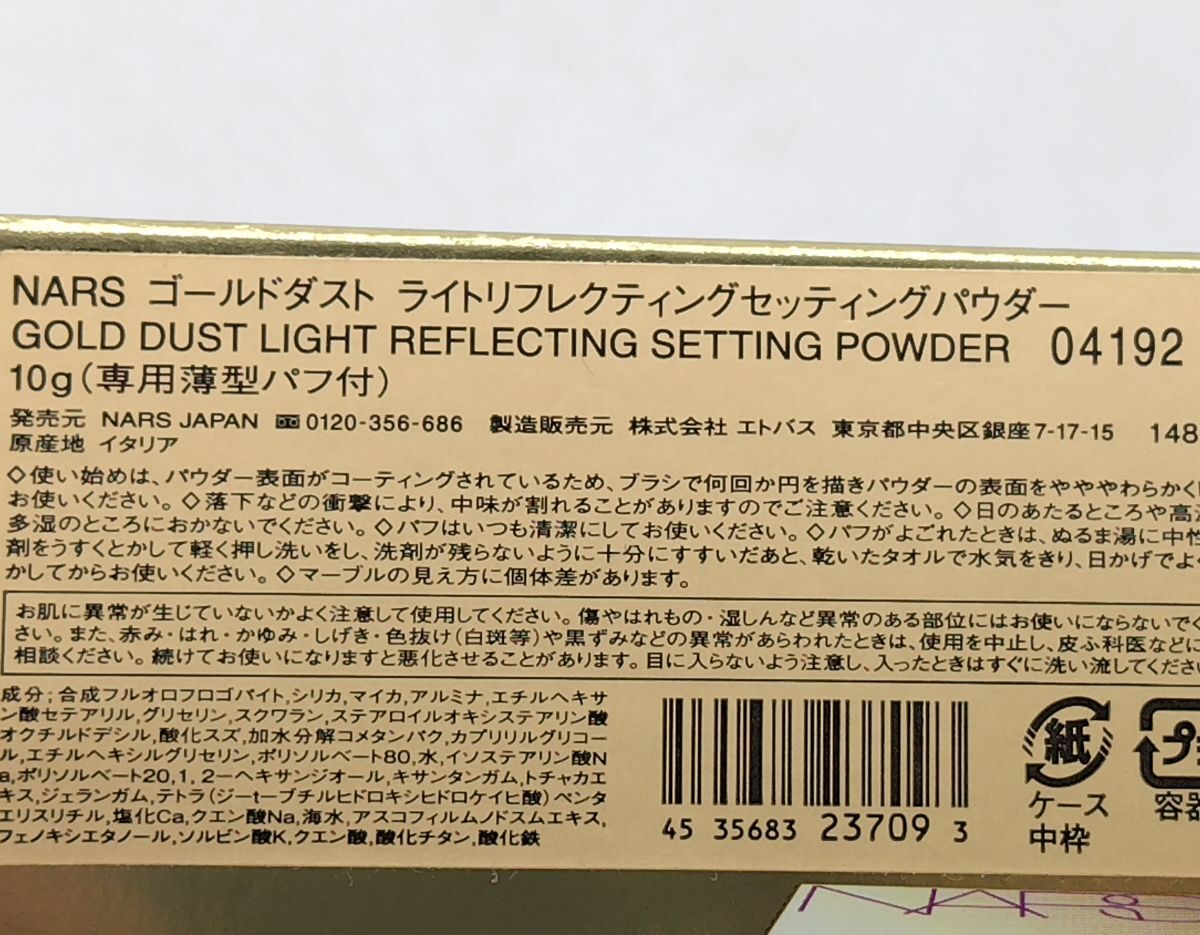 NARS ゴールドダスト ライトリフレクティングセッティングパウダー
GOLD DUST LIGHT REFLECTING SETTING POWDER 04192
10g(専用薄型パフ付)
発売元 NARS JAPAN 0120-356-686 製造販売元 株式会社 エトバス 東京都中央区銀座7-17-15 148
原産地 イタリア
◇使い始めは、パウダー表面がコーティングされているため、ブラシで何回か円を描きパウダーの表面をやややわらかく
お使いください。◇落下などの衝撃により、中味が割れることがありますのでご注意ください。◇日のあたるところや高
多湿のところにおかないでください。◇パフはいつも清潔にしてお使いください。◇パフがよごれたときは、ぬるま湯に中性
剤をうすくとかして軽く押し洗いをし、洗剤が残らないように十分にすすいだあと、乾いたタオルで水気をきり、日かげでよ
かしてからお使いください。◇マーブルの見え方に個体差があります。
お肌に異常が生じていないかよく注意して使用してください。傷やはれもの・湿しんなど異常のある部位にはお使いにならないで
さい。また、赤み・はれ・かゆみ・しげき・色抜け(白斑等)や黒ずみなどの異常があらわれたときは、使用を中止し、皮ふ科医などに
相談ください。続けてお使いになりますと悪化させることがあります。目に入らないよう注意し、入ったときはすぐに洗い流してくださ
成分;合成フルオロフロゴパイト,シリカ,マイカ,アルミナ,エチルヘキサ
ン酸セテアリル,グリセリン,スクワラン,ステアロイルオキシステアリン酸
オクチルドデシル,酸化スズ,加水分解コメタンパク,カプリリルグリコー
ル,エチルヘキシルグリセリン,ポリソルベート80,水,イソステアリン酸N
a,ポリソルベート20,1,2ーヘキサンジオール,キサンタンガム,トチャカエ
キス,ジェランガム,テトラ(ジーtーブチルヒドロキシヒドロケイヒ酸)ペンタ
エリスリチル,塩化Ca,クエン酸Na,海水,アスコフィルムノドスムエキス,
フェノキシエタノール,ソルビン酸K,クエン酸,酸化チタン,酸化鉄
45 35683 23709 3
紙
ケース
中枠
プ
容器
NARS